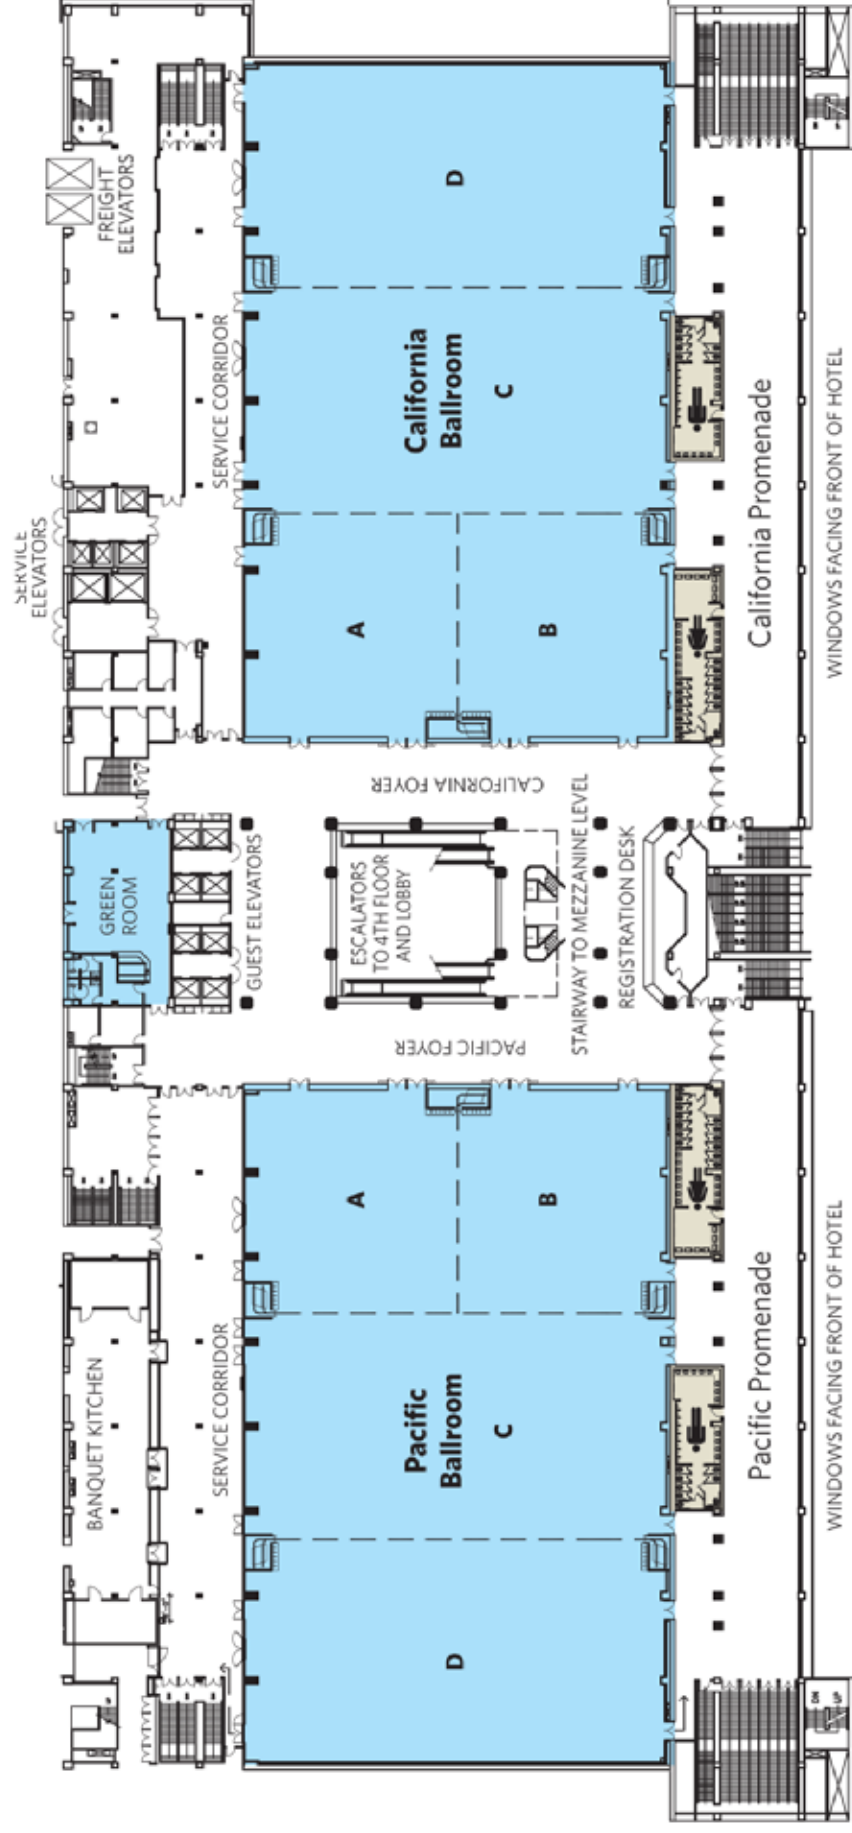 FREIGHT
ELEVATORS
D
SERVICE CORRIDOR
California
Ballroom
C
SERVICE
ELEVATORS
A
B
California Promenade
WINDOWS FACING FRONT OF HOTEL
CALIFORNIA FOYER
GREEN
ROOM
GUEST ELEVATORS
ESCALATORS
TO 4TH FLOOR
AND LOBBY
STAIRWAY TO MEZZANINE LEVEL
REGISTRATION DESK
PACIFIC FOYER
A
B
BANQUET KITCHEN
SERVICE CORRIDOR
Pacific
Ballroom
C
Pacific Promenade
WINDOWS FACING FRONT OF HOTEL
D
DN
UP